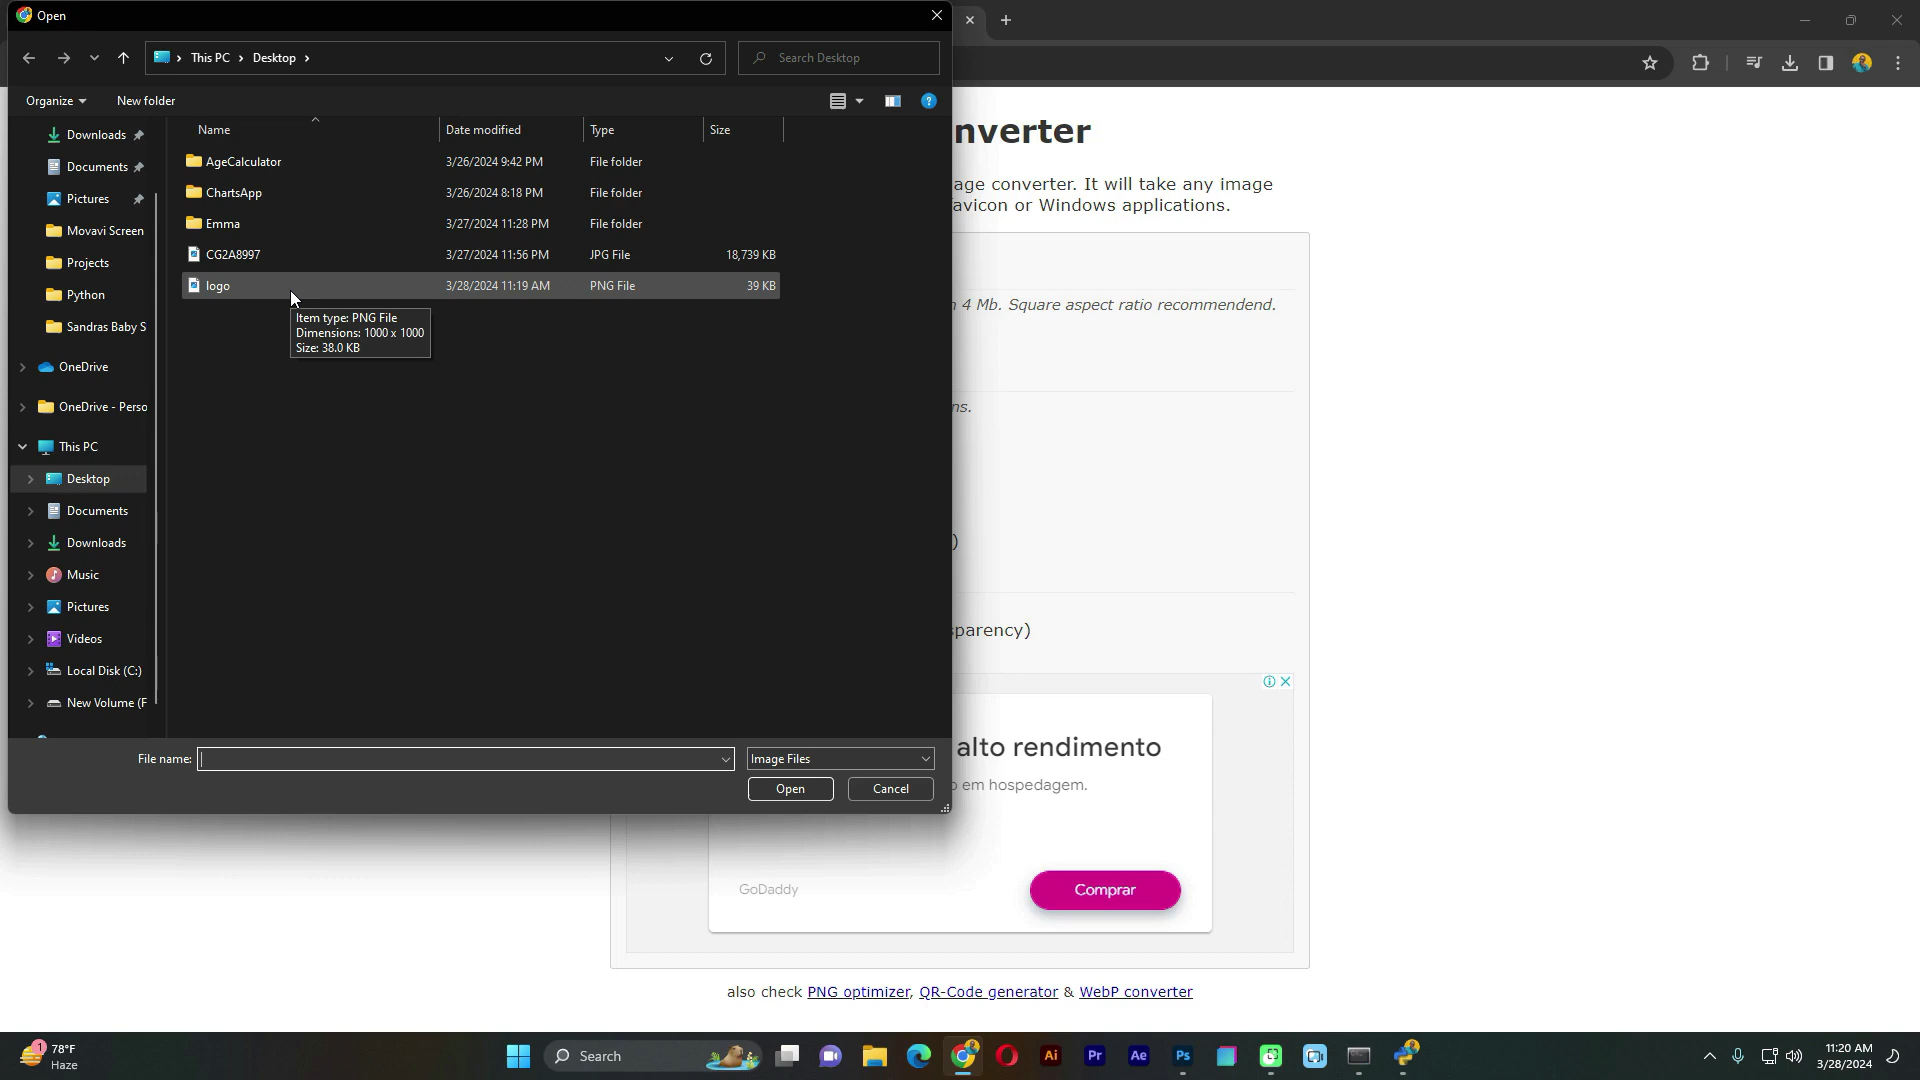 Open
This PC > Desktop >
Search Desktop
Organize
New folder
Name
Date modified
Type
Size
AgeCalculator 3/26/2024 9:42 PM File folder
ChartsApp 3/26/2024 8:18 PM File folder
Emma 3/27/2024 11:28 PM File folder
CG2A8997 3/27/2024 11:56 PM JPG File 18,739 KB
logo 3/28/2024 11:19 AM PNG File 39 KB
Item type: PNG File
Dimensions: 1000 x 1000
Size: 38.0 KB
Downloads
Documents
Pictures
Movavi Screen
Projects
Python
Sandras Baby S
OneDrive
OneDrive - Perso
This PC
Desktop
Documents
Downloads
Music
Pictures
Videos
Local Disk (C:)
New Volume (F
File name:
Image Files
Open
Cancel
nverter
age converter. It will take any image
avicon or Windows applications.
4 Mb. Square aspect ratio recommendend.
ns.
)
sparency)
alto rendimento
em hospedagem.
GoDaddy
Comprar
also check PNG optimizer, QR-Code generator & WebP converter
1
78°F
Haze
Search
Ai
Pr
Ae
Ps
11:20 AM
3/28/2024